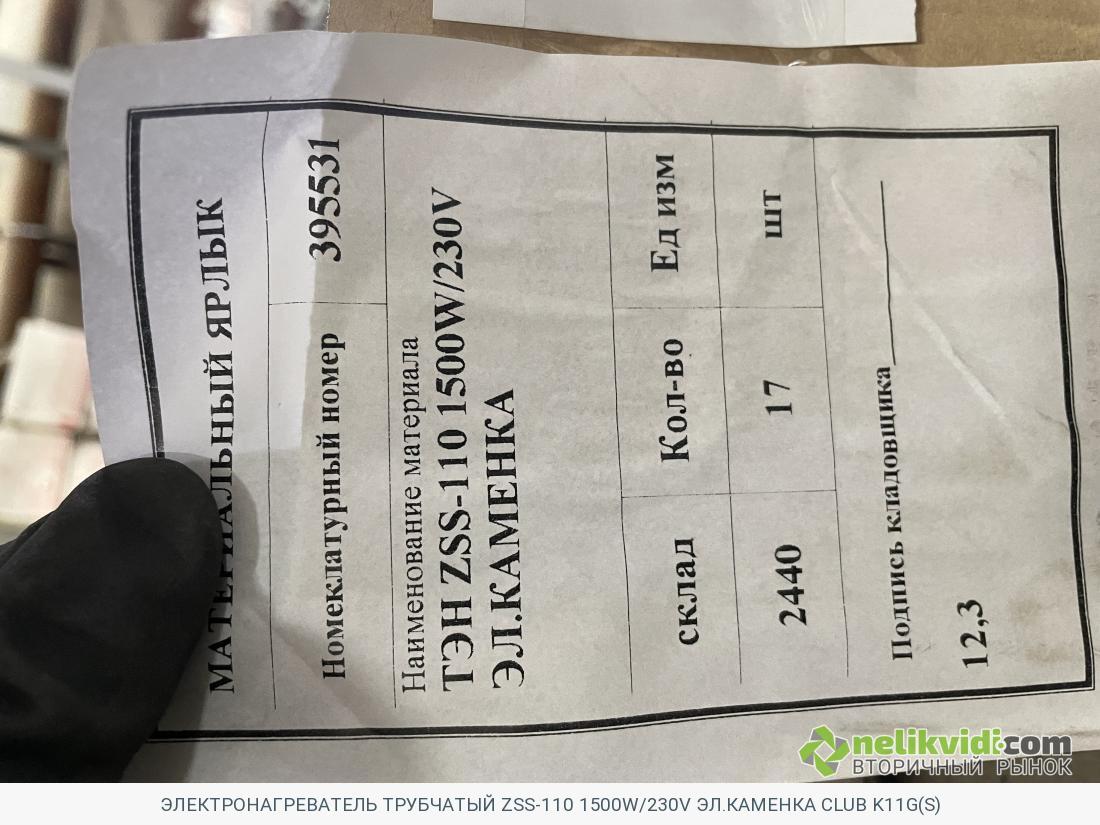 МАТЕРИАЛЬНЫЙ ЯРЛЫК
Номеклатурный номер 395531
Наименование материала
ТЭН ZSS-110 1500W/230V
ЭЛ.КАМЕНКА
склад Кол-во Ед изм
2440 17 шт
Подпись кладовщика
12,3
nelikvidi.com
ВТОРИЧНЫЙ РЫНОК
ЭЛЕКТРОНАГРЕВАТЕЛЬ ТРУБЧАТЫЙ ZSS-110 1500W/230V ЭЛ.КАМЕНКА CLUB K11G(S)